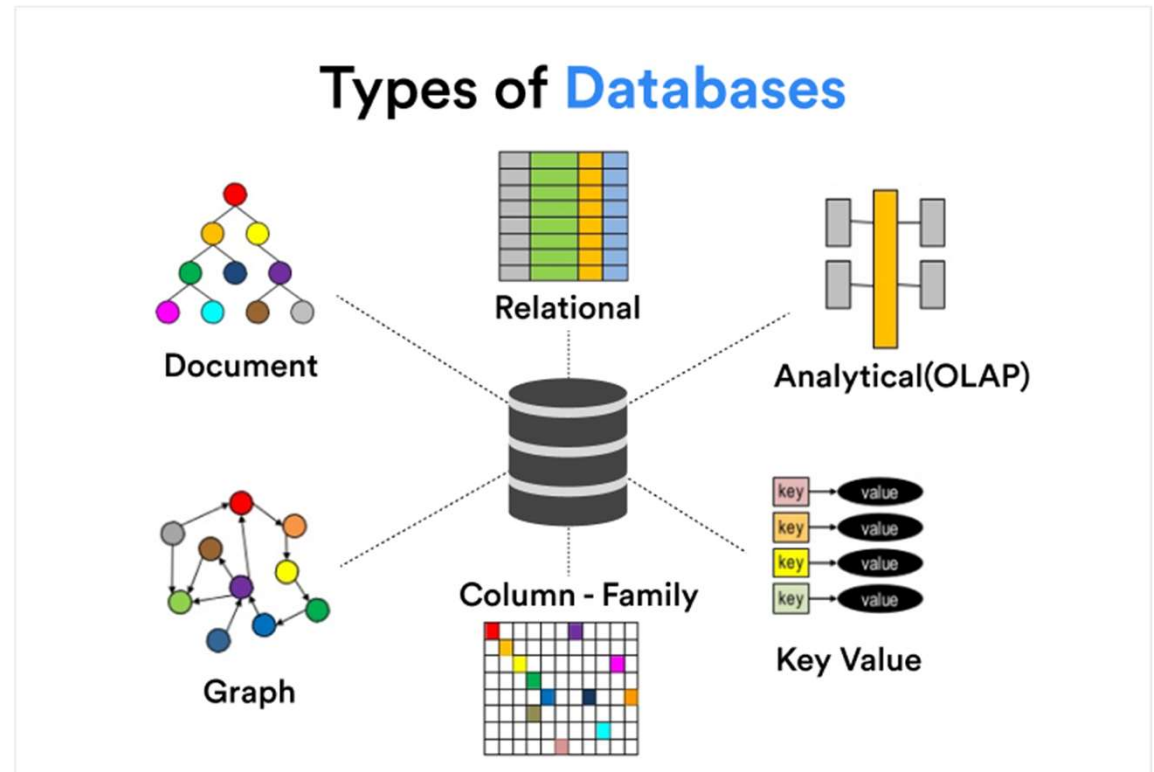 Types of Databases
Relational
Document
Analytical(OLAP)
key value
key value
key value
key value
Column - Family
Key Value
Graph